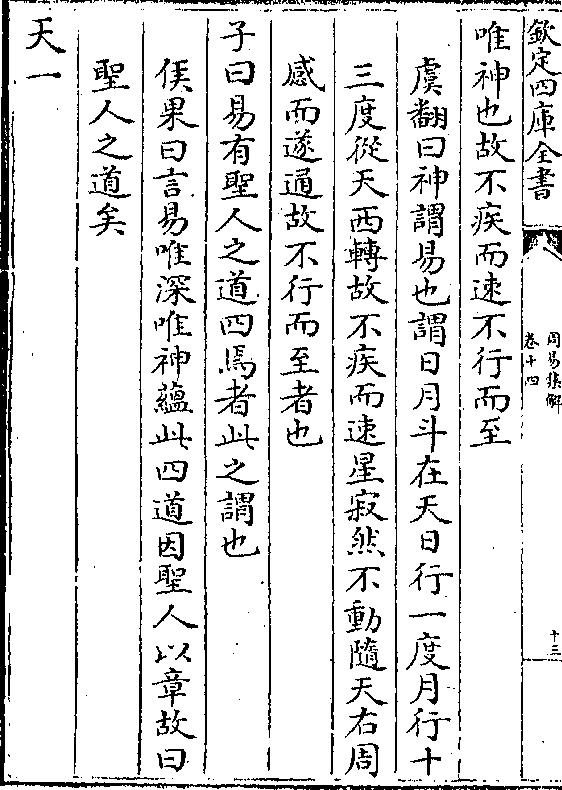 欽定四庫全書
周易集解
卷十四
十三
唯神也故不疾而速不行而至
虞翻曰神謂易也謂日月斗在天日行一度月行十
三度從天西轉故不疾而速星寂然不動隨天右周
感而遂通故不行而至者也
子曰易有聖人之道四焉者此之謂也
侯果曰言易唯深唯神蘊此四道因聖人以章故曰
聖人之道矣
天一